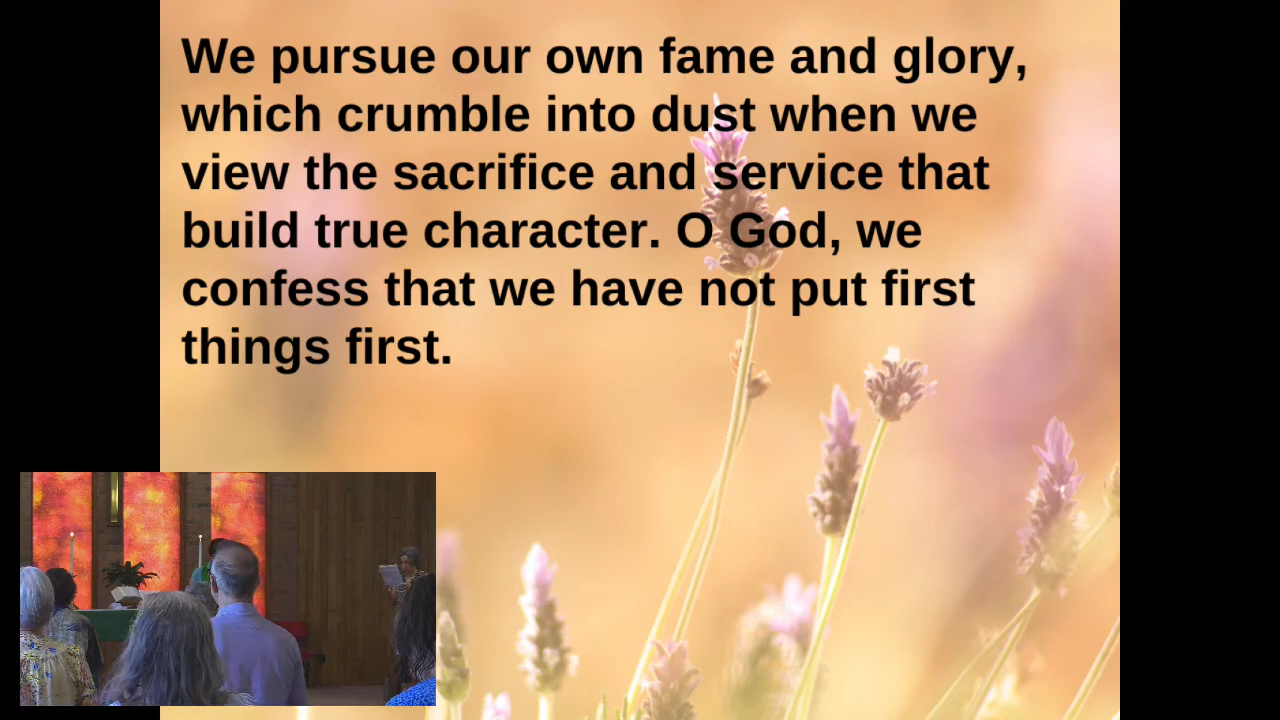 We pursue our own fame and glory,
which crumble into dust when we
view the sacrifice and service that
build true character. O God, we
confess that we have not put first
things first.